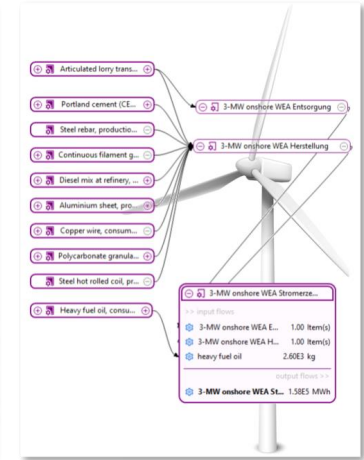 Articulated lorry trans...
Portland cement (CE...
Steel rebar, productio...
Continuous filament g...
Diesel mix at refinery, ...
Aluminium sheet, pro...
Copper wire, consum...
Polycarbonate granula...
Steel hot rolled coil, pr...
Heavy fuel oil, consu...
3-MW onshore WEA Entsorgung
3-MW onshore WEA Herstellung
3-MW onshore WEA Stromerze...
>> input flows
3-MW onshore WEA E... 1.00 Item(s)
3-MW onshore WEA H... 1.00 Item(s)
heavy fuel oil 2.60E3 kg
output flows >>
3-MW onshore WEA St... 1.58E5 MWh